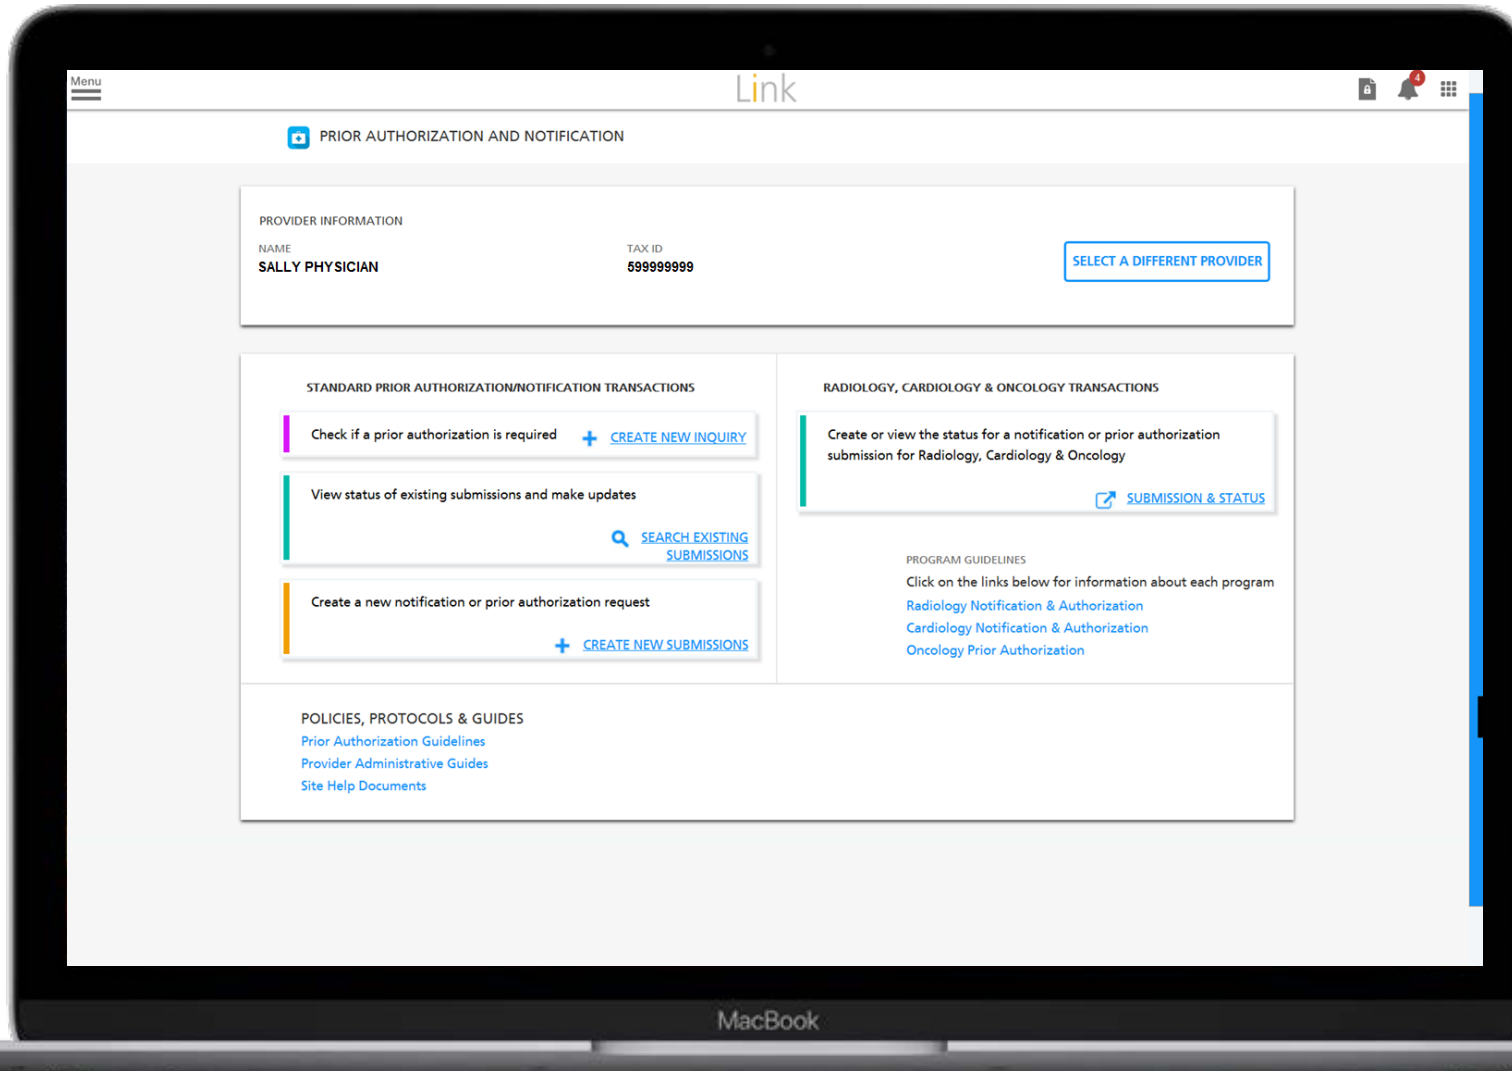 Menu
Link
4
PRIOR AUTHORIZATION AND NOTIFICATION
PROVIDER INFORMATION
NAME
SALLY PHYSICIAN
TAX ID
599999999
SELECT A DIFFERENT PROVIDER
STANDARD PRIOR AUTHORIZATION/NOTIFICATION TRANSACTIONS
Check if a prior authorization is required
CREATE NEW INQUIRY
View status of existing submissions and make updates
SEARCH EXISTING
SUBMISSIONS
Create a new notification or prior authorization request
CREATE NEW SUBMISSIONS
RADIOLOGY, CARDIOLOGY & ONCOLOGY TRANSACTIONS
Create or view the status for a notification or prior authorization
submission for Radiology, Cardiology & Oncology
SUBMISSION & STATUS
PROGRAM GUIDELINES
Click on the links below for information about each program
Radiology Notification & Authorization
Cardiology Notification & Authorization
Oncology Prior Authorization
POLICIES, PROTOCOLS & GUIDES
Prior Authorization Guidelines
Provider Administrative Guides
Site Help Documents
MacBook